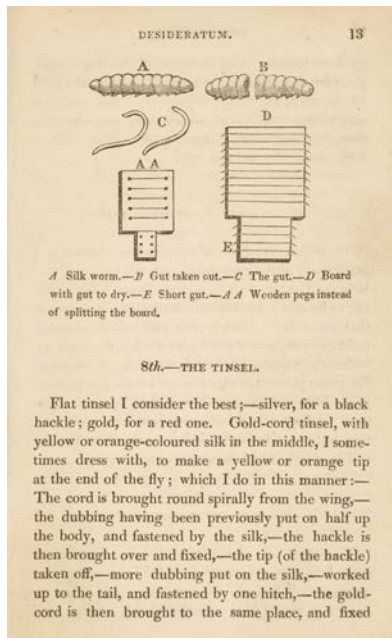 DESIDERATUM. 13
A B
C D
A A
E
A Silk worm.—B Gut taken out.—C The gut.—D Board
with gut to dry.—E Short gut.—A A Wooden pegs instead
of splitting the board.
8th.—THE TINSEL.
Flat tinsel I consider the best;—silver, for a black
hackle; gold, for a red one. Gold-cord tinsel, with
yellow or orange-coloured silk in the middle, I some-
times dress with, to make a yellow or orange tip
at the end of the fly; which I do in this manner:—
The cord is brought round spirally from the wing,—
the dubbing having been previously put on half up
the body, and fastened by the silk,—the hackle is
then brought over and fixed,—the tip (of the hackle)
taken off,—more dubbing put on the silk,—worked
up to the tail, and fastened by one hitch,—the gold-
cord is then brought to the same place, and fixed